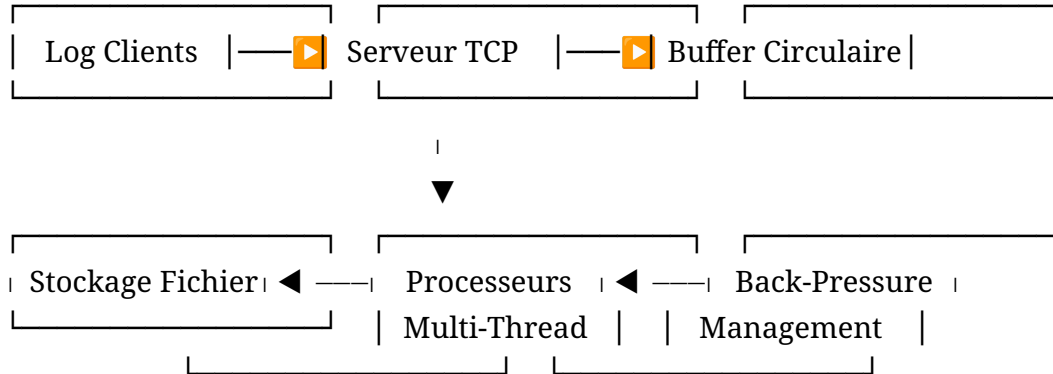 Log Clients Serveur TCP Buffer Circulaire
Stockage Fichier Processeurs Back-Pressure
Multi-Thread Management